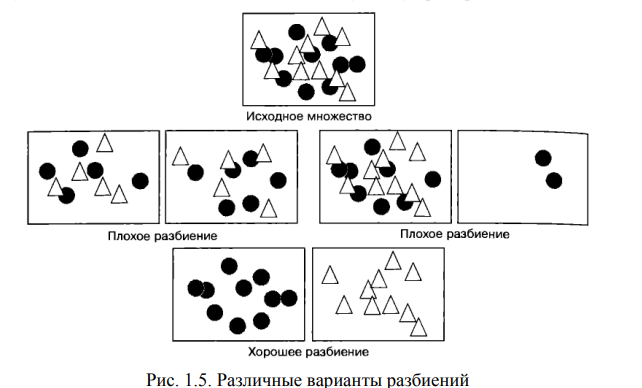 Исходное множество
Плохое разбиение
Плохое разбиение
Хорошее разбиение
Рис. 1.5. Различные варианты разбиений